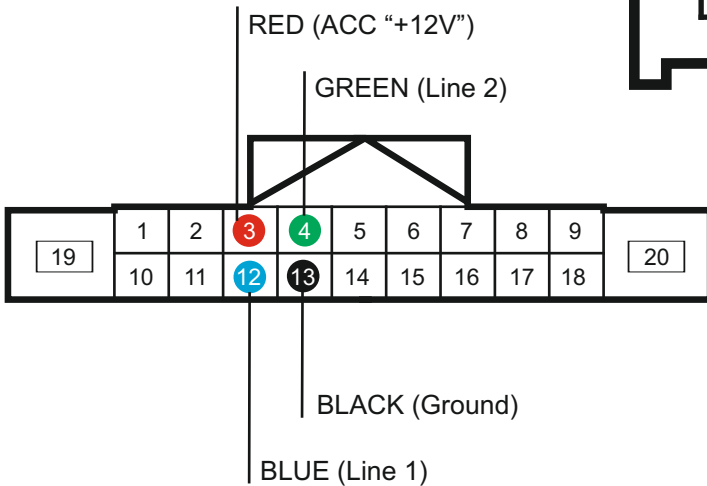 RED (ACC “+12V”)
GREEN (Line 2)
1 2 3 4 5 6 7 8 9
19 20
10 11 12 13 14 15 16 17 18
BLACK (Ground)
BLUE (Line 1)